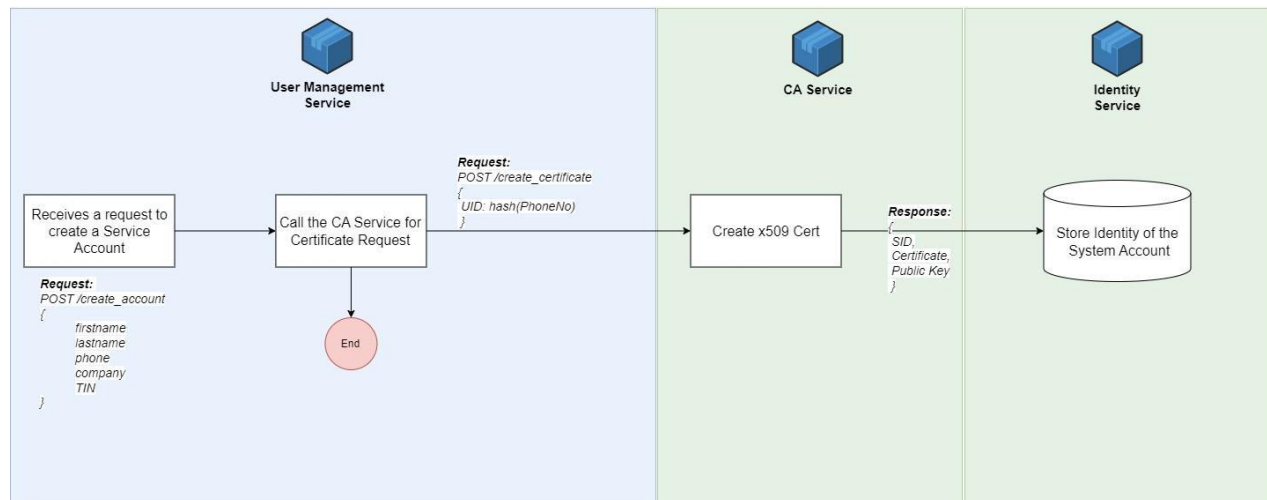 User Management
Service
CA Service
Identity
Service
Receives a request to
create a Service
Account
Request:
POST /create_account
{
firstname
lastname
phone
company
TIN
}
Call the CA Service for
Certificate Request
End
Request:
POST /create_certificate
{
UID: hash(PhoneNo)
}
Create x509 Cert
Response:
{
SID,
Certificate,
Public Key
}
Store Identity of the
System Account